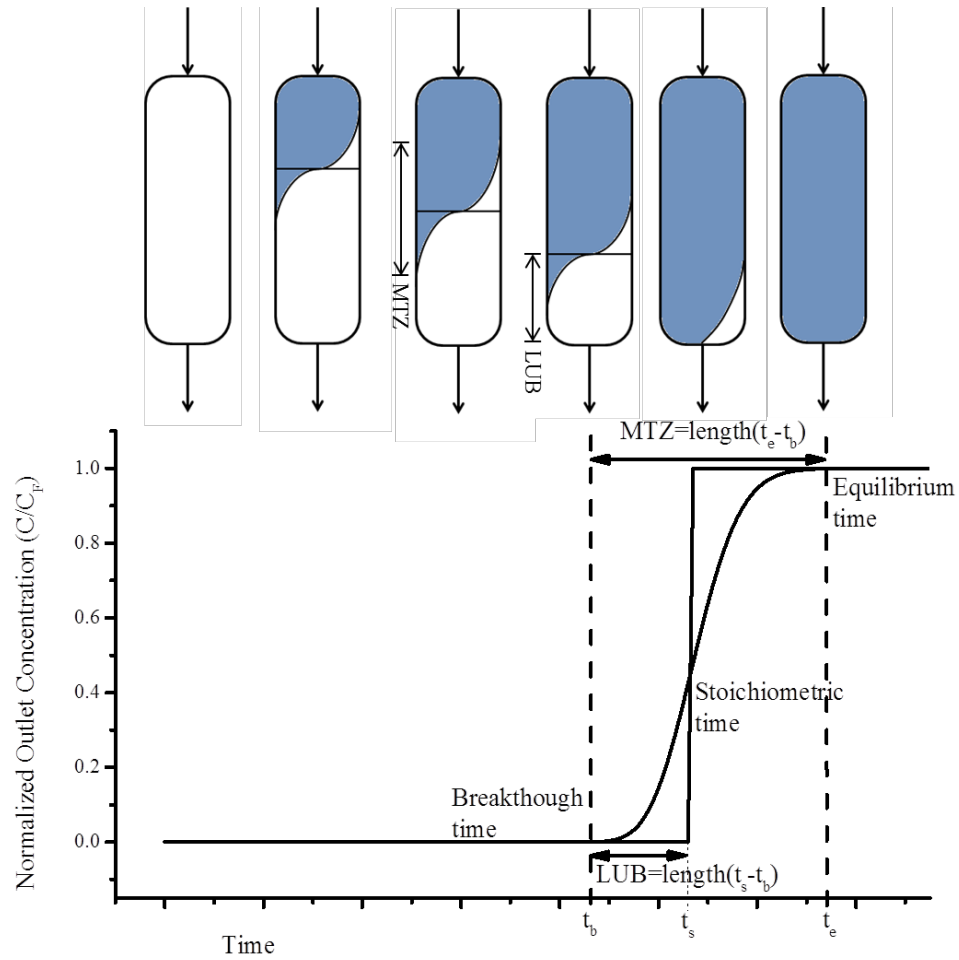 MTZ
LUB
MTZ=length(te-tb)
Normalized Outlet Concentration (C/CF)
1.0
0.8
0.6
0.4
0.2
0.0
Equilibrium
time
Stoichiometric
time
Breakthough
time
LUB=length(ts-tb)
tb
ts
te
Time